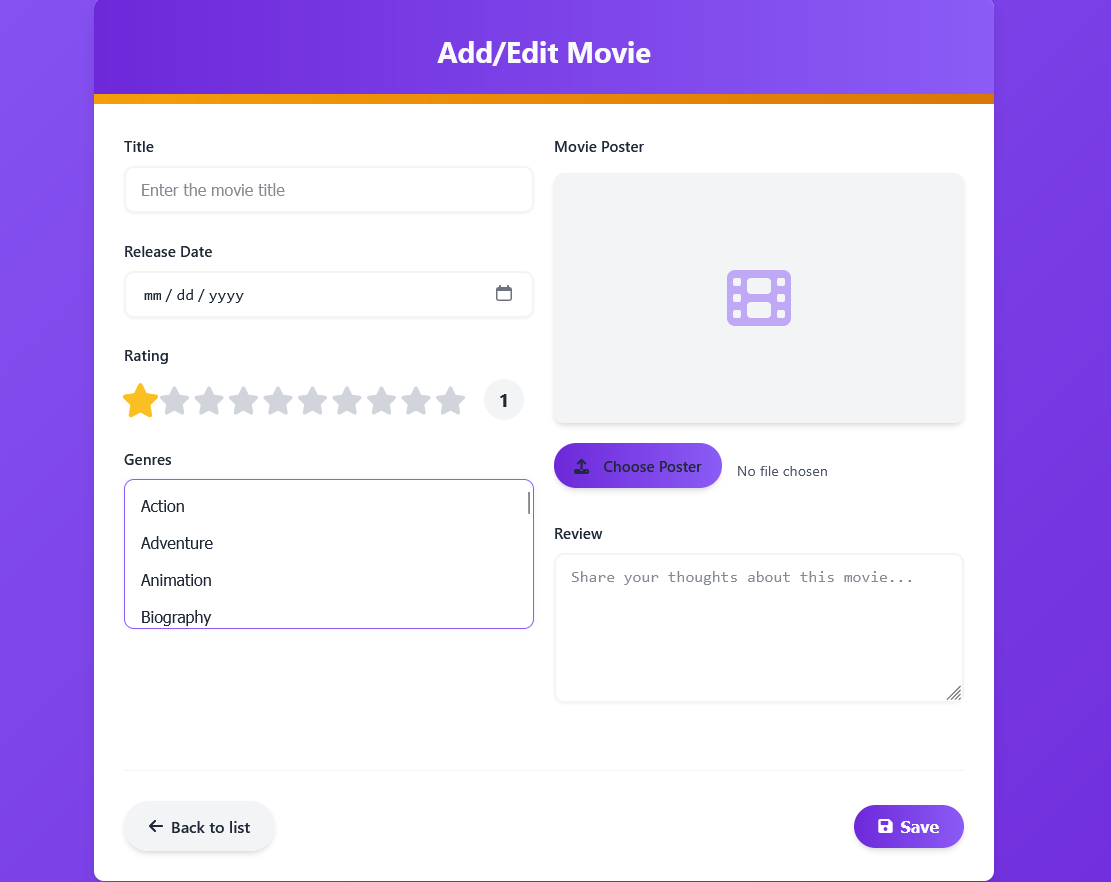 Add/Edit Movie
Title
Enter the movie title
Release Date
mm / dd / yyyy
Rating
1
Genres
Action
Adventure
Animation
Biography
Movie Poster
Choose Poster
No file chosen
Review
Share your thoughts about this movie...
Back to list
Save